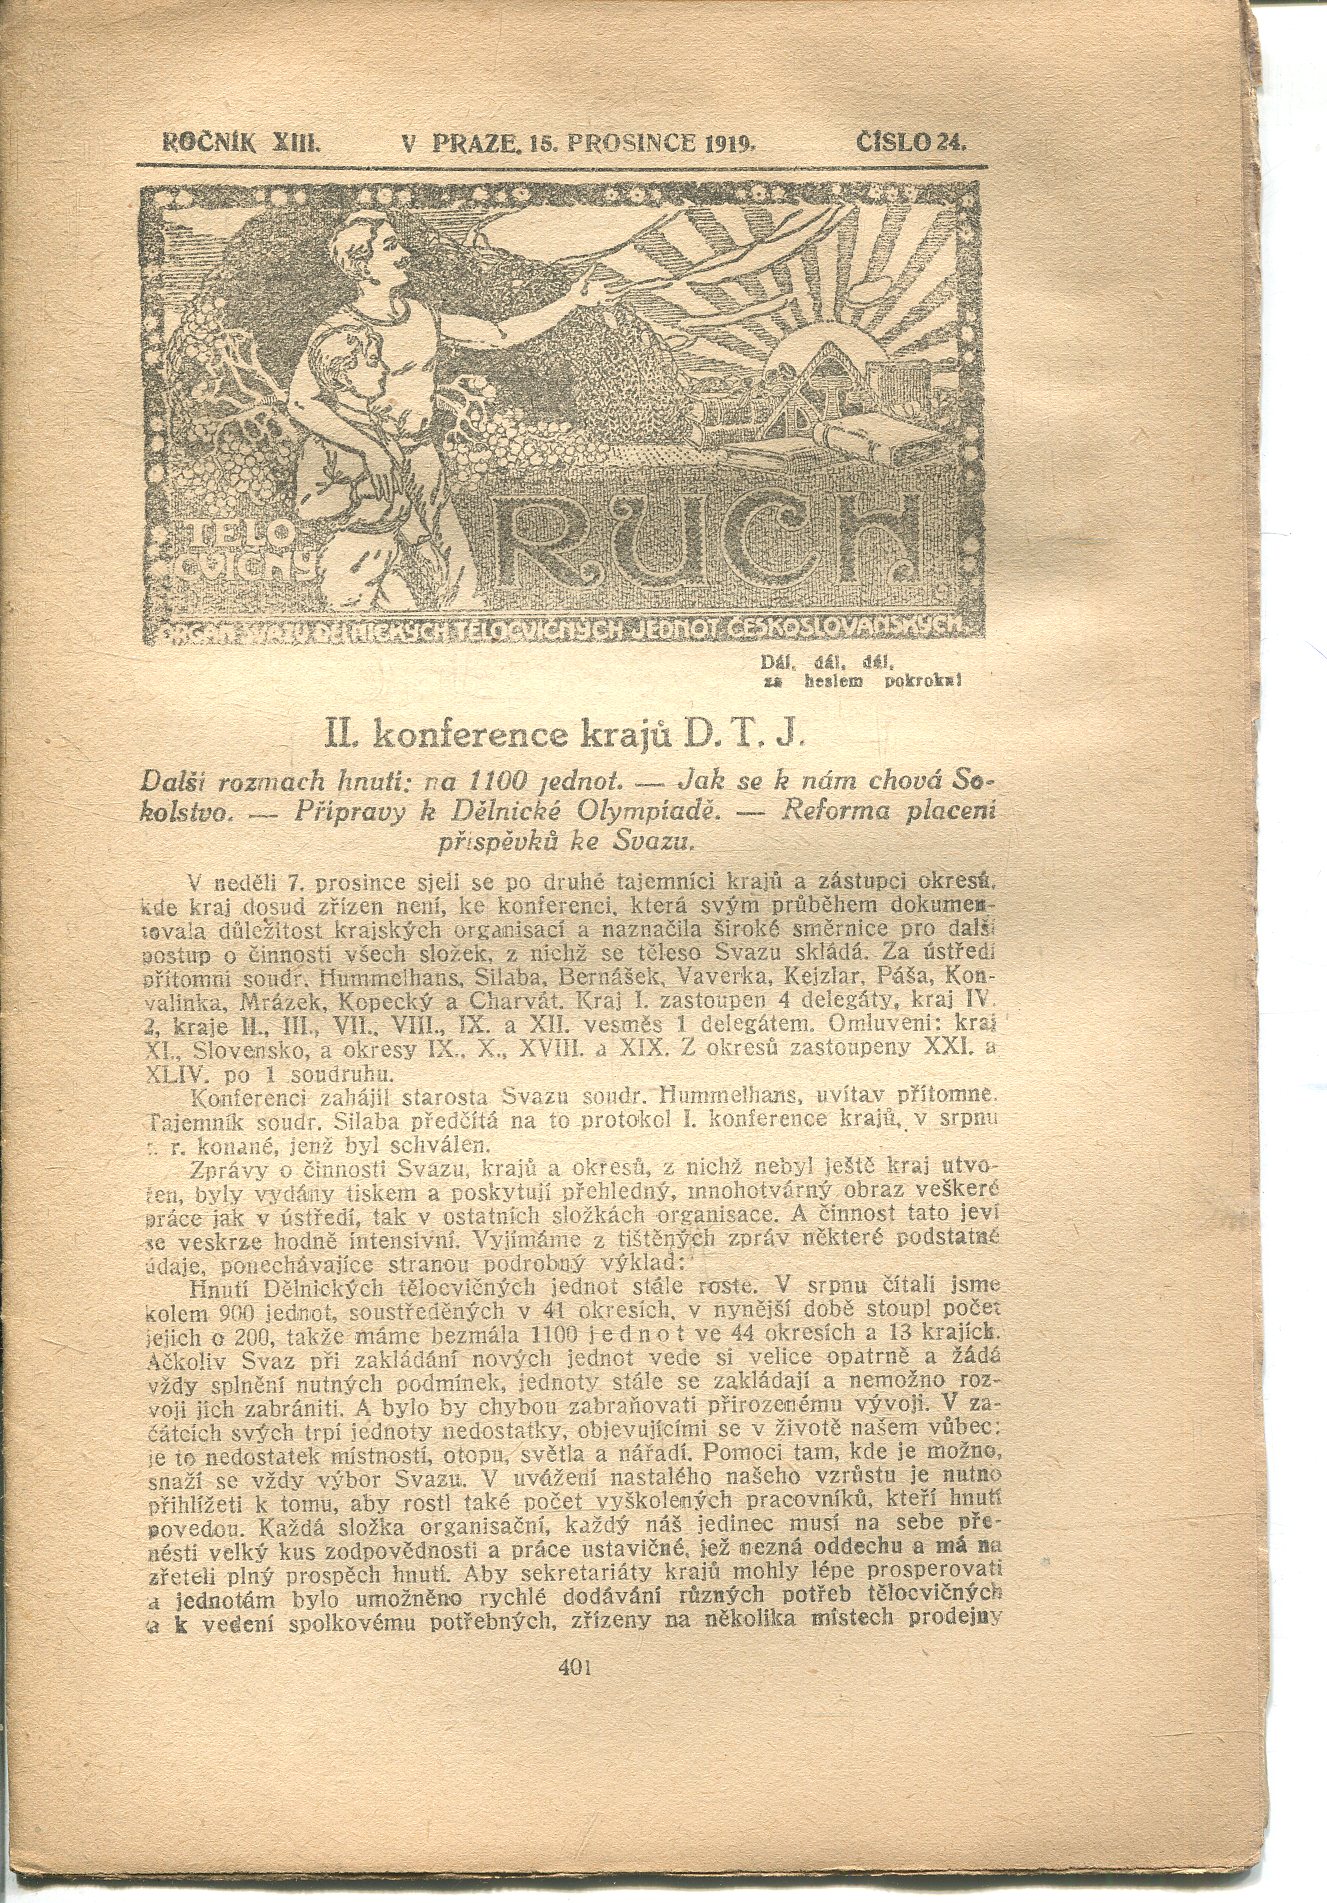 ROČNÍK XIII. V PRAZE, 15. PROSINCE 1919. ČÍSLO 24.
TĚLO
CVIČNÝ
RUCH
ORGAN SVAZU DĚLNICKÝCH TĚLOCVIČNÝCH JEDNOT ČESKOSLOVANSKÝCH
Dál, dál, dál,
za heslem pokroku!
II. konference krajů D. T. J.
Další rozmach hnutí: na 1100 jednot. — Jak se k nám chová So-
kolstvo. — Přípravy k Dělnické Olympiadě. — Reforma placení
příspěvků ke Svazu.
V neděli 7. prosince sjeli se po druhé tajemníci krajů a zástupci okresů,
kde kraj dosud zřízen není, ke konferenci, která svým průběhem dokumen-
tovala důležitost krajských organisací a naznačila široké směrnice pro další
postup o činnosti všech složek, z nichž se těleso Svazu skládá. Za ústředí
přítomni soudr. Hummelhans, Silaba, Bernášek, Vaverka, Kejzlar, Páša, Kon-
valinka, Mrázek, Kopecký a Charvát. Kraj I. zastoupen 4 delegáty, kraj IV.
2, kraje II., III., VII., VIII., IX. a XII. vesměs 1 delegátem. Omluveni: kraj
XI., Slovensko, a okresy IX., X., XVIII. a XIX. Z okresů zastoupeny XXI. a
XLIV. po 1 soudruhu.
Konferenci zahájil starosta Svazu soudr. Hummelhans, uvítav přítomne.
Tajemník soudr. Silaba předčítá na to protokol I. konference krajů, v srpnu
t. r. konané, jenž byl schválen.
Zprávy o činnosti Svazu, krajů a okresů, z nichž nebyl ještě kraj utvo-
řen, byly vydány tiskem a poskytují přehledný, mnohotvárný obraz veškeré
práce jak v ústředí, tak v ostatních složkách organisace. A činnost tato jeví
se veskrze hodně intensivní. Vyjímáme z tištěných zpráv některé podstatné
údaje, ponechávajíce stranou podrobný výklad:
Hnutí Dělnických tělocvičných jednot stále roste. V srpnu čítali jsme
kolem 900 jednot, soustředěných v 41 okresích, v nynější době stoupl počet
jejich o 200, takže máme bezmála 1100 jednot ve 44 okresích a 13 krajích.
Ačkoliv Svaz při zakládání nových jednot vede si velice opatrně a žádá
vždy splnění nutných podmínek, jednoty stále se zakládají a nemožno roz-
voji jich zabrániti. A bylo by chybou zabraňovati přirozenému vývoji. V za-
čátcích svých trpí jednoty nedostatky, objevujícími se v životě našem vůbec:
je to nedostatek místností, otopu, světla a nářadí. Pomoci tam, kde je možno,
snaží se vždy výbor Svazu. V uvážení nastalého našeho vzrůstu je nutno
přihlížeti k tomu, aby rostl také počet vyškolených pracovníků, kteří hnutí
povedou. Každá složka organisační, každý náš jedinec musí na sebe pře-
nésti velký kus zodpovědnosti a práce ustavičné, jež nezná oddechu a má na
zřeteli plný prospěch hnutí. Aby sekretariáty krajů mohly lépe prosperovati
a jednotám bylo umožněno rychlé dodávání různých potřeb tělocvičných
a k vedení spolkovému potřebných, zřízeny na několika místech prodejny
401